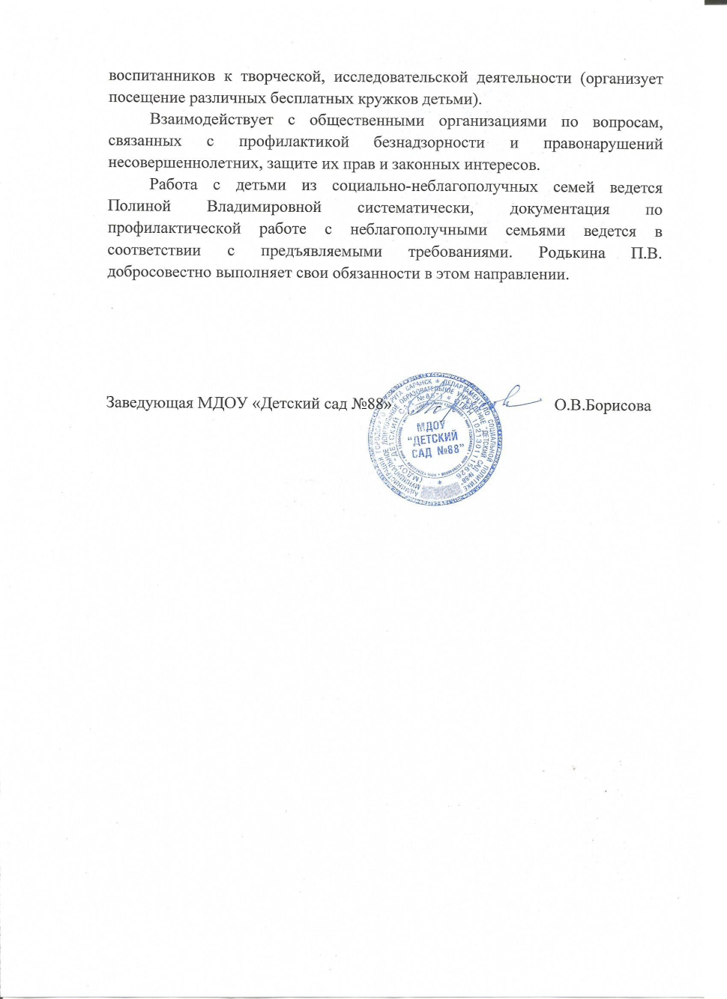 воспитанников к творческой, исследовательской деятельности (организует
посещение различных бесплатных кружков детьми).
Взаимодействует с общественными организациями по вопросам,
связанных с профилактикой безнадзорности и правонарушений
несовершеннолетних, защите их прав и законных интересов.
Работа с детьми из социально-неблагополучных семей ведется
Полиной Владимировной систематически, документация по
профилактической работе с неблагополучными семьями ведется в
соответствии с предъявляемыми требованиями. Родькина П.В.
добросовестно выполняет свои обязанности в этом направлении.
Заведующая МДОУ «Детский сад №88»
О.В.Борисова
МДОУ
"ДЕТСКИЙ
САД №88"